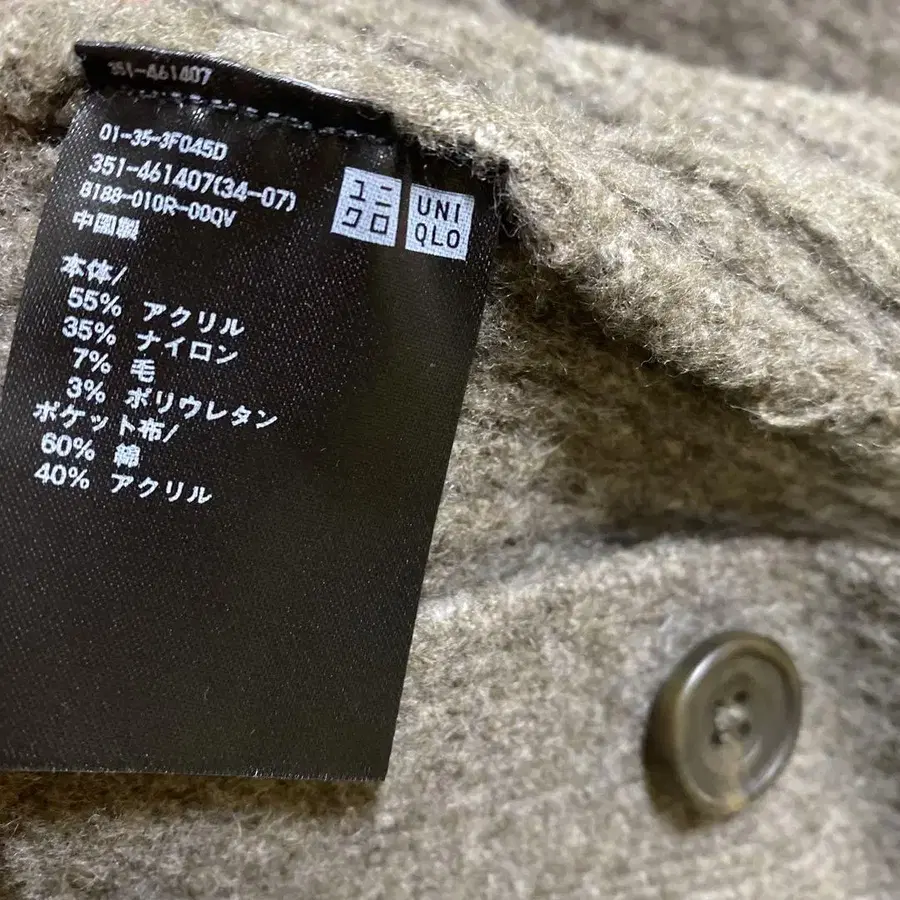 351-461407
01-35-3F045D
351-461407(34-07)
8188-010R-00QV
中国製
ユニ
クロ
UNI
QLO
本体/
55% アクリル
35% ナイロン
7% 毛
3% ポリウレタン
ポケット布/
60% 綿
40% アクリル